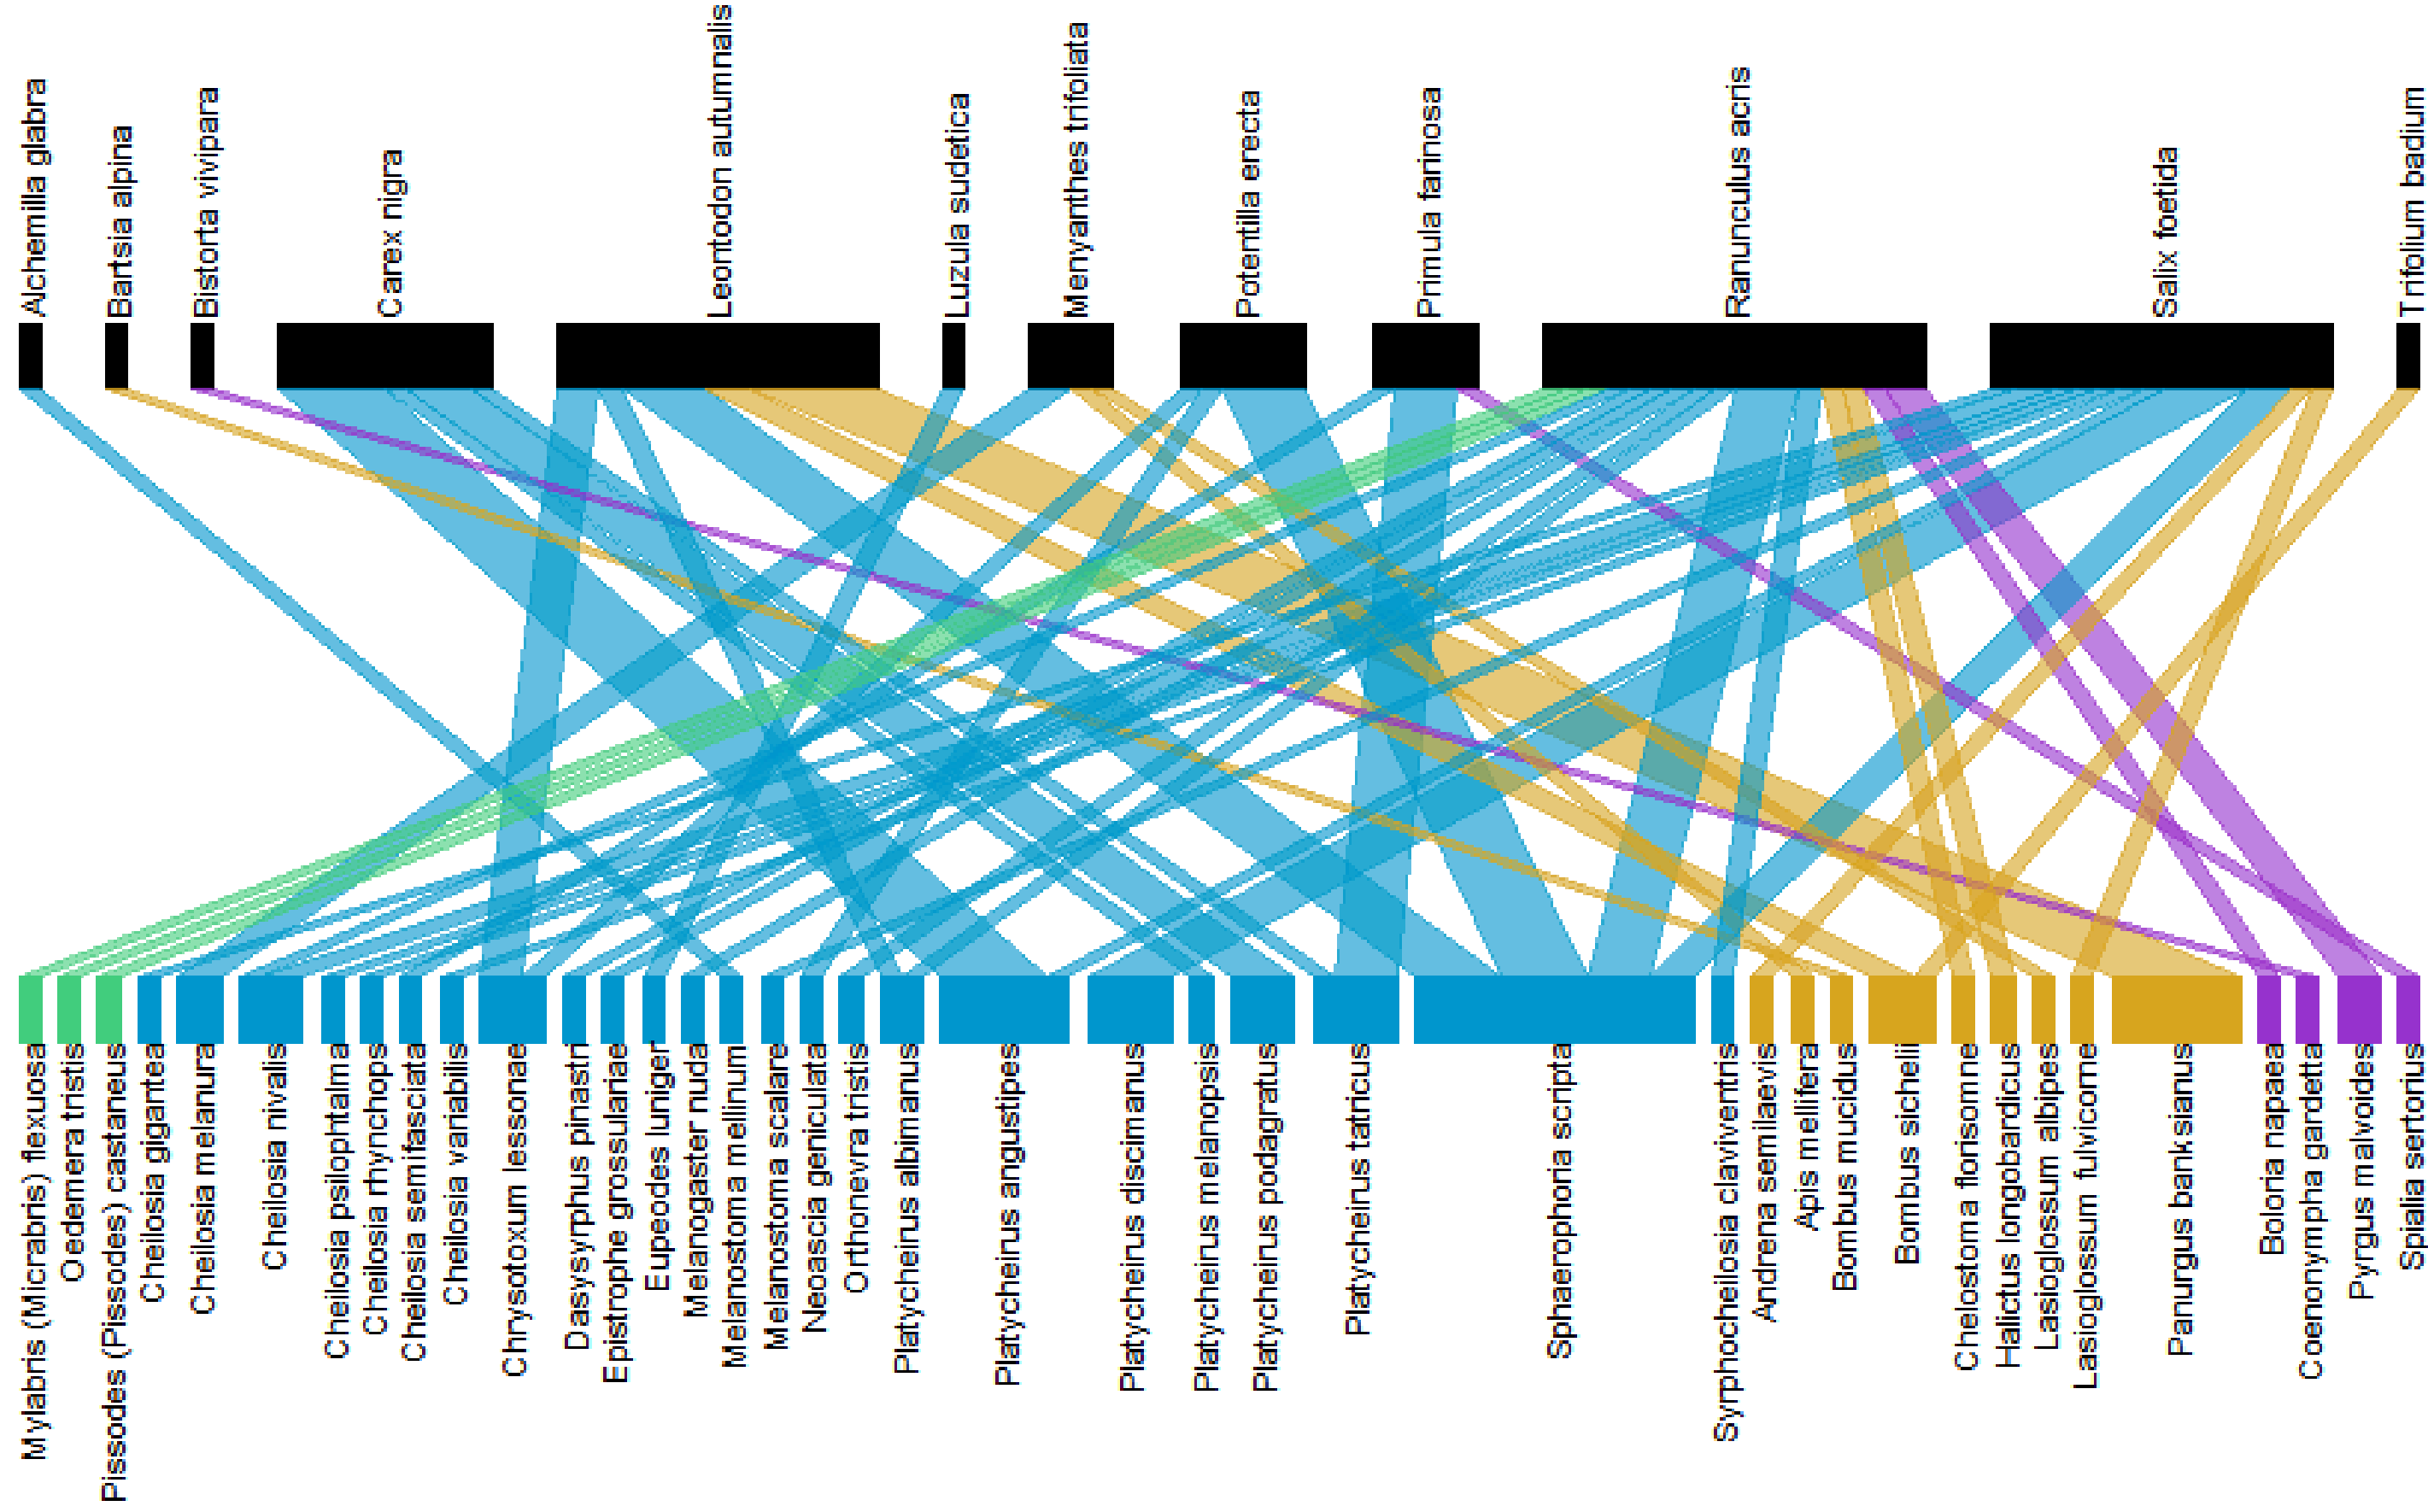 Alchemilla glabra
Bartsia alpina
Bistorta vivipara
Carex nigra
Leontodon autumnalis
Luzula sudetica
Menyanthes trifoliata
Potentilla erecta
Primula farinosa
Ranunculus acris
Salix foetida
Trifolium badium
Mylabris (Micrabris) flexuosa
Oedemera tristis
Pissodes (Pissodes) castaneus
Cheilosia gigantea
Cheilosia melanura
Cheilosia nivalis
Cheilosia psilophtalma
Cheilosia rhynchops
Cheilosia semifasciata
Cheilosia variabilis
Chrysotoxum lessonae
Dasysyrphus pinastri
Epistrophe grossulariae
Eupeodes luniger
Melanogaster nuda
Melanostoma mellinum
Melanostoma scalare
Neoascia geniculata
Orthonevra tristis
Platycheirus albimanus
Platycheirus angustipes
Platycheirus discimanus
Platycheirus melanopsis
Platycheirus podagratus
Platycheirus tatricus
Sphaerophoria scripta
Syrphocheilosia claviventris
Andrena semilaevis
Apis mellifera
Bombus mucidus
Bombus sichelii
Chelostoma florisomne
Halictus longobardicus
Lasioglossum albipes
Lasioglossum fulvicorne
Panurgus banksianus
Boloria napaea
Coenonympha gardetta
Pyrgus malvoides
Spialia sertorius